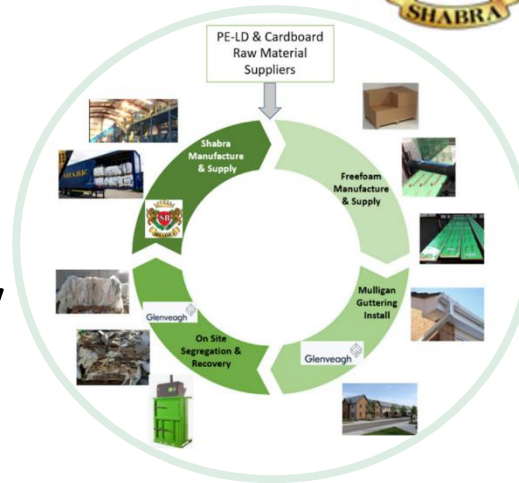 SHABRA
PE-LD & Cardboard
Raw Material
Suppliers
Shabra
Manufacture
& Supply
Freefoam
Manufacture
& Supply
Mulligan
Guttering
Install
Glenveagh
On Site
Segregation &
Recovery
Glenveagh